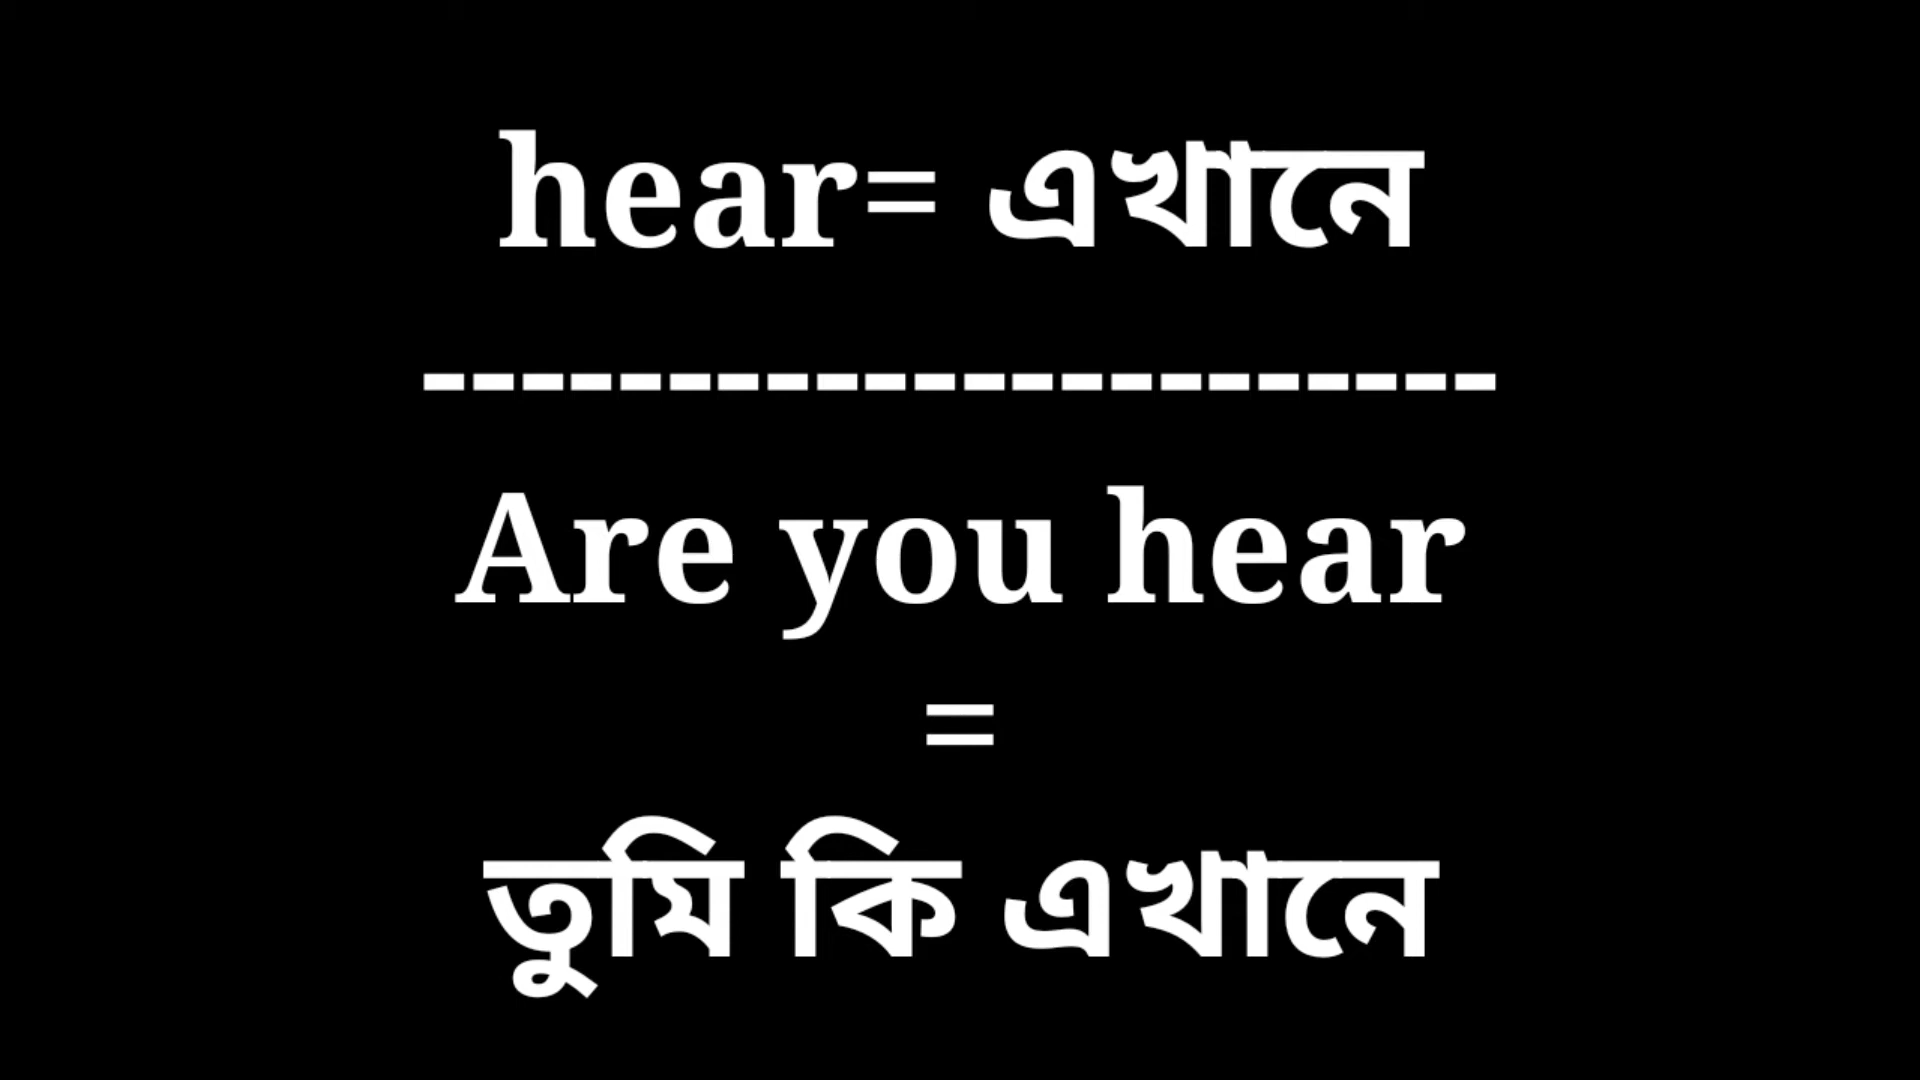 hear= এখানে
----------------------
Are you hear
=
তুমি কি এখানে